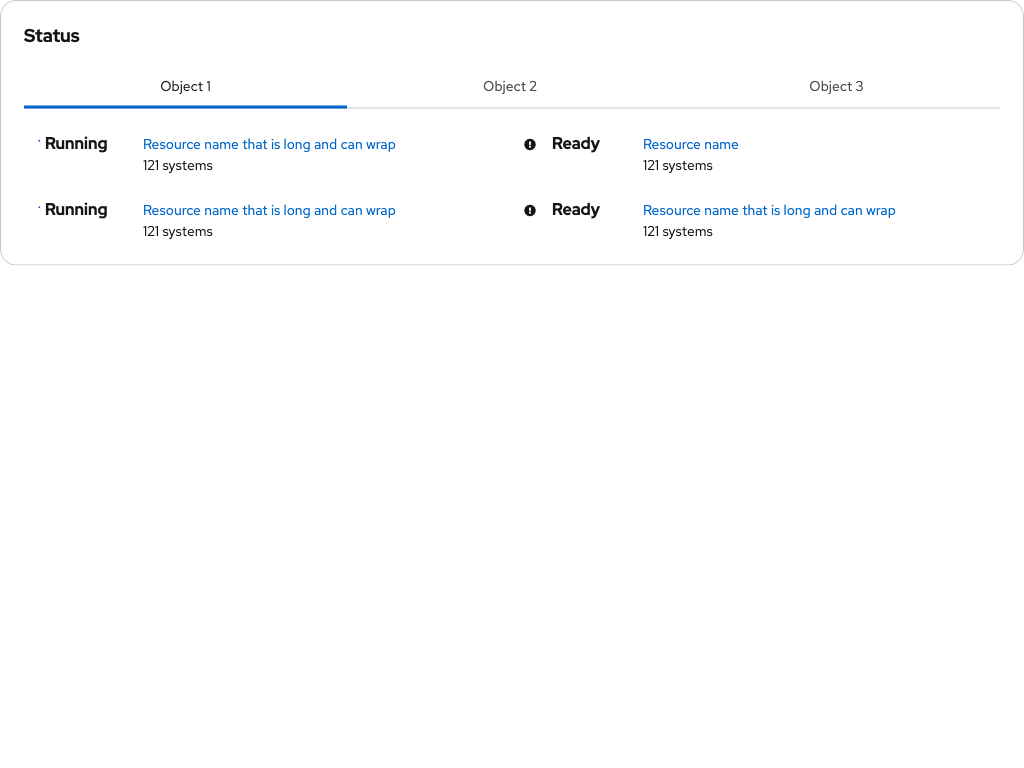 Status
Object 1 Object 2 Object 3
Running Resource name that is long and can wrap Ready Resource name
121 systems 121 systems
Running Resource name that is long and can wrap Ready Resource name that is long and can wrap
121 systems 121 systems